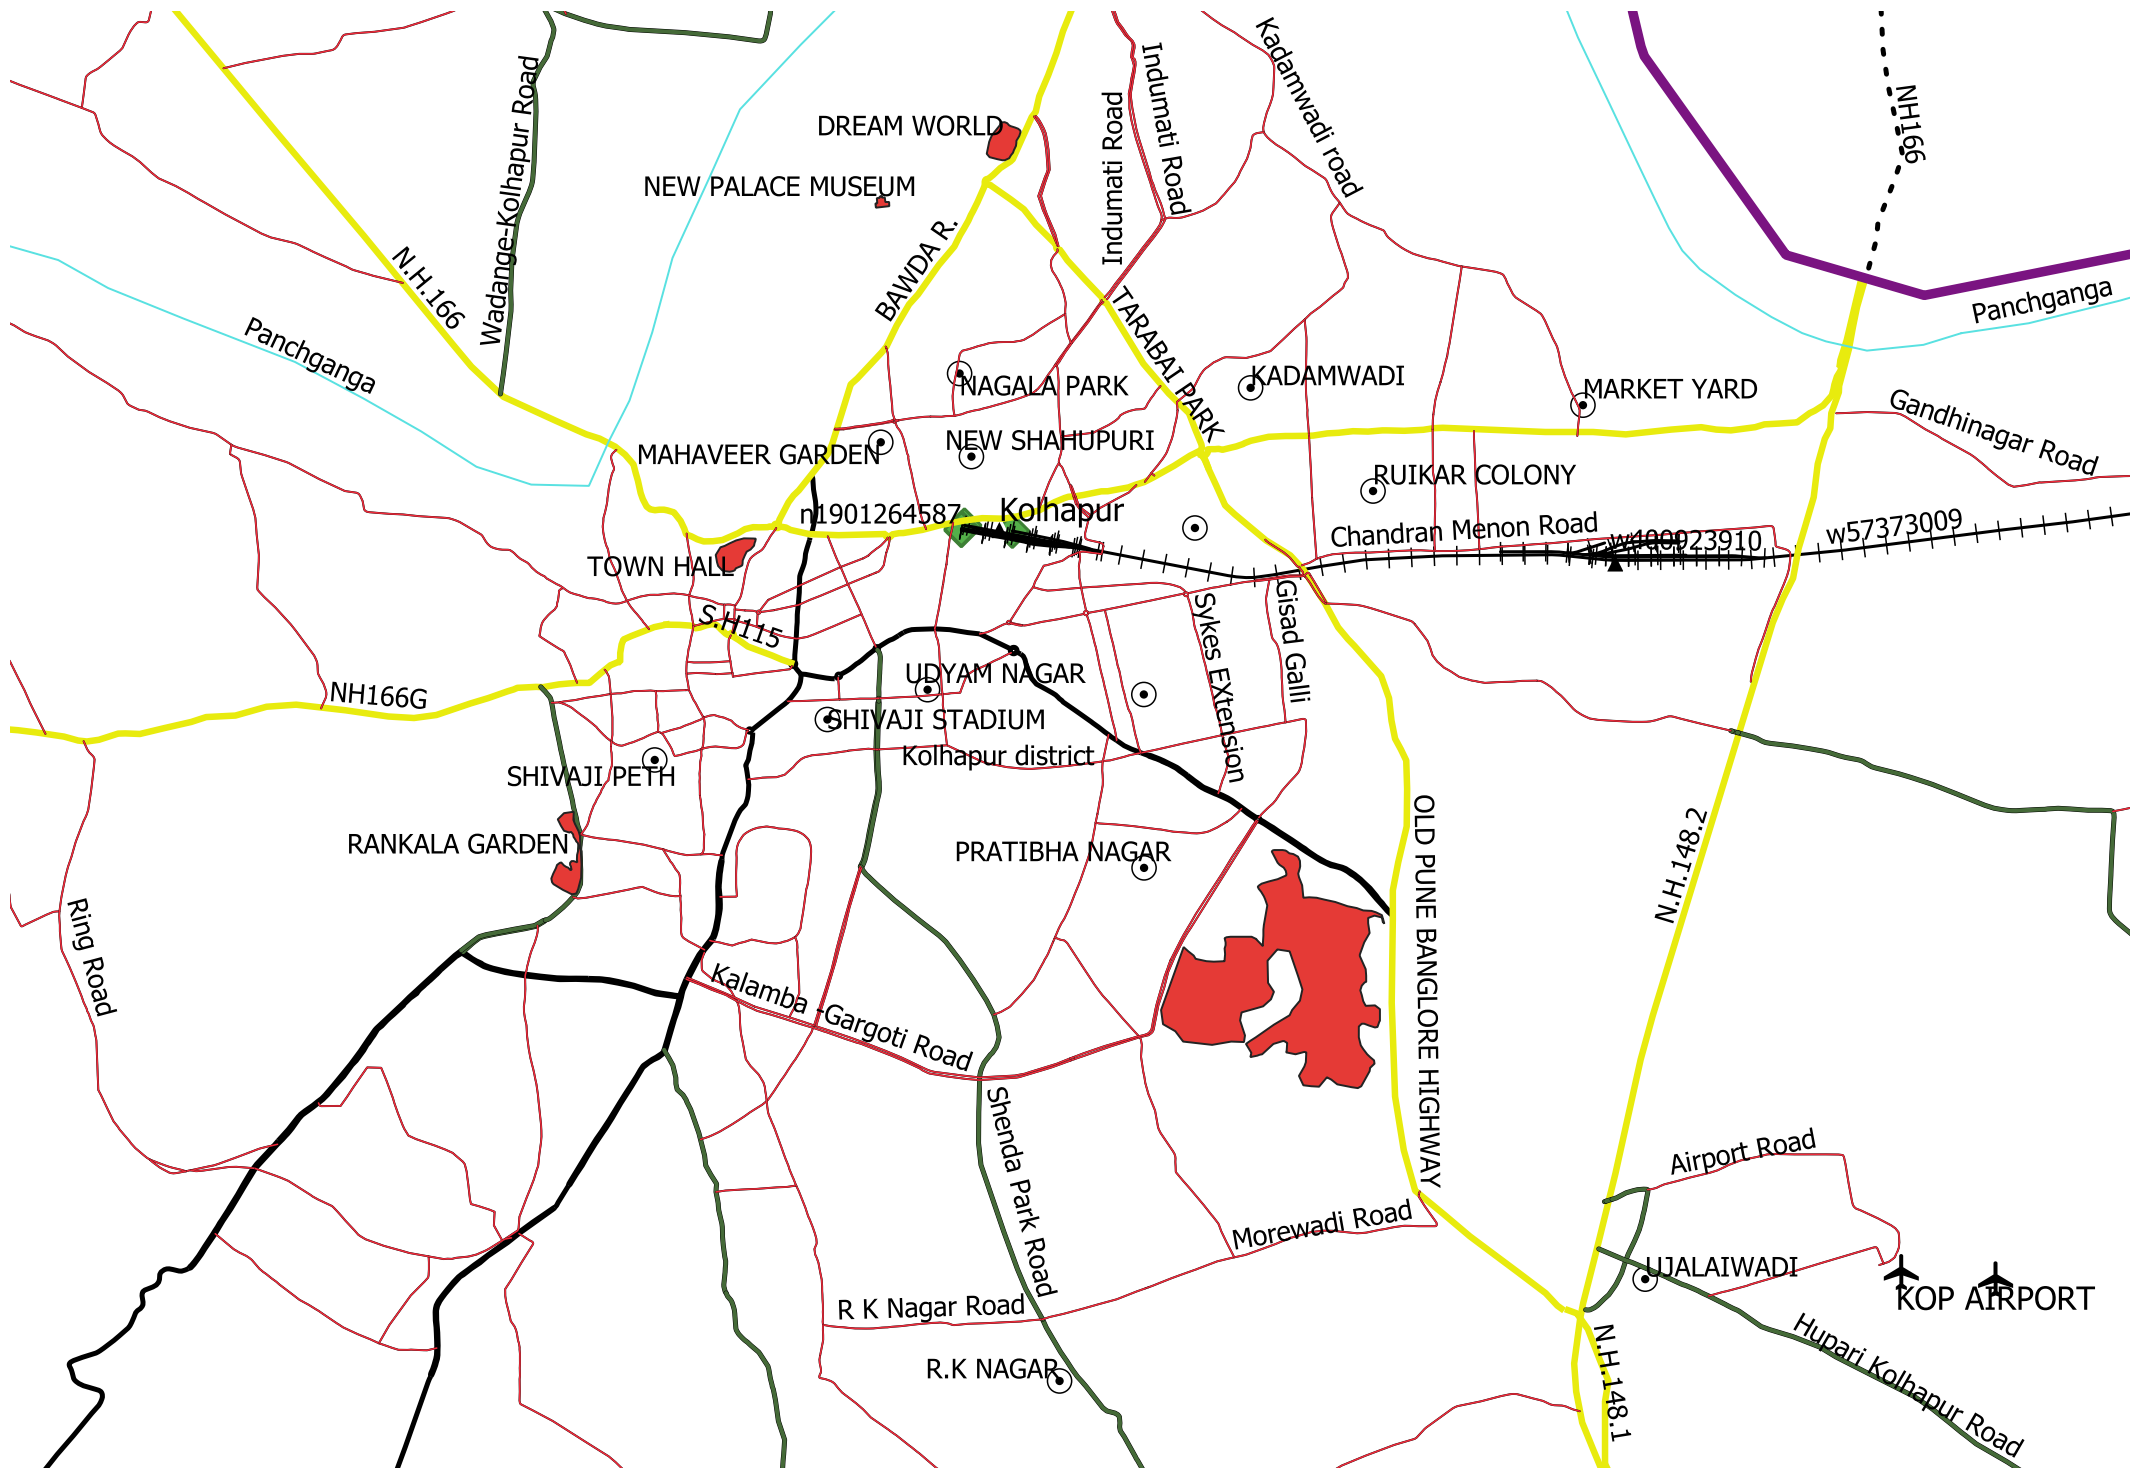 Kadamwadi road
Indumati Road
Indumati Road
NH166
Wadange-Kolhapur Road
DREAM WORLD
NEW PALACE MUSEUM
N.H.166
BAWDA R.
TARABAI PARK
Panchganga
Panchganga
NAGALA PARK
KADAMWADI
MARKET YARD
Gandhinagar Road
MAHAVEER GARDEN
NEW SHAHUPURI
RUIKAR COLONY
n1901264587
Kolhapur
Chandran Menon Road
w400923910
w57373009
TOWN HALL
S.H115
Sykes EXtension
Gisad Galli
NH166G
UDYAM NAGAR
SHIVAJI STADIUM
Kolhapur district
SHIVAJI PETH
RANKALA GARDEN
PRATIBHA NAGAR
OLD PUNE BANGLORE HIGHWAY
N.H.148.2
Ring Road
Kalamba -Gargoti Road
Shenda Park Road
Airport Road
Morewadi Road
UJALAIWADI
KOP AIRPORT
R K Nagar Road
R.K NAGAR
N.H.148.1
Hupari Kolhapur Road